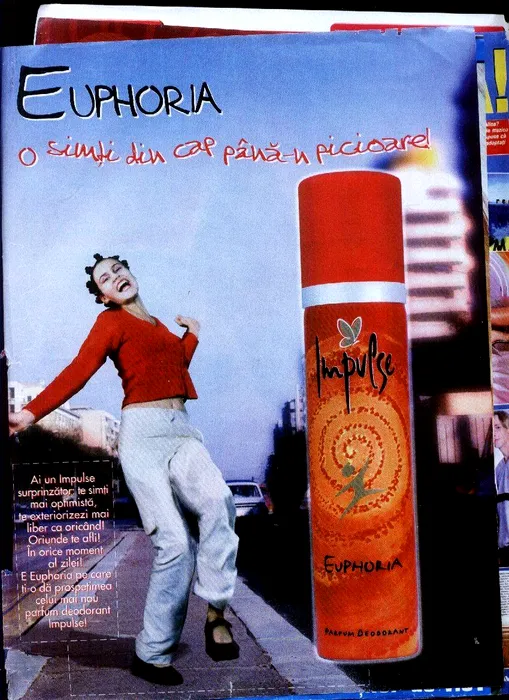 EUPHORIA
o simți din cap până-n picioare!
Impulse
EUPHORIA
PARFUM DEODORANT
Ai un Impulse
surprinzător: te simți
mai optimistă,
te exteriorizezi mai
liber ca oricând!
Oriunde te afli!
În orice moment
al zilei!
E Euphoria pe care
ți-o dă prospețimea
celui mai nou
parfum deodorant
Impulse!